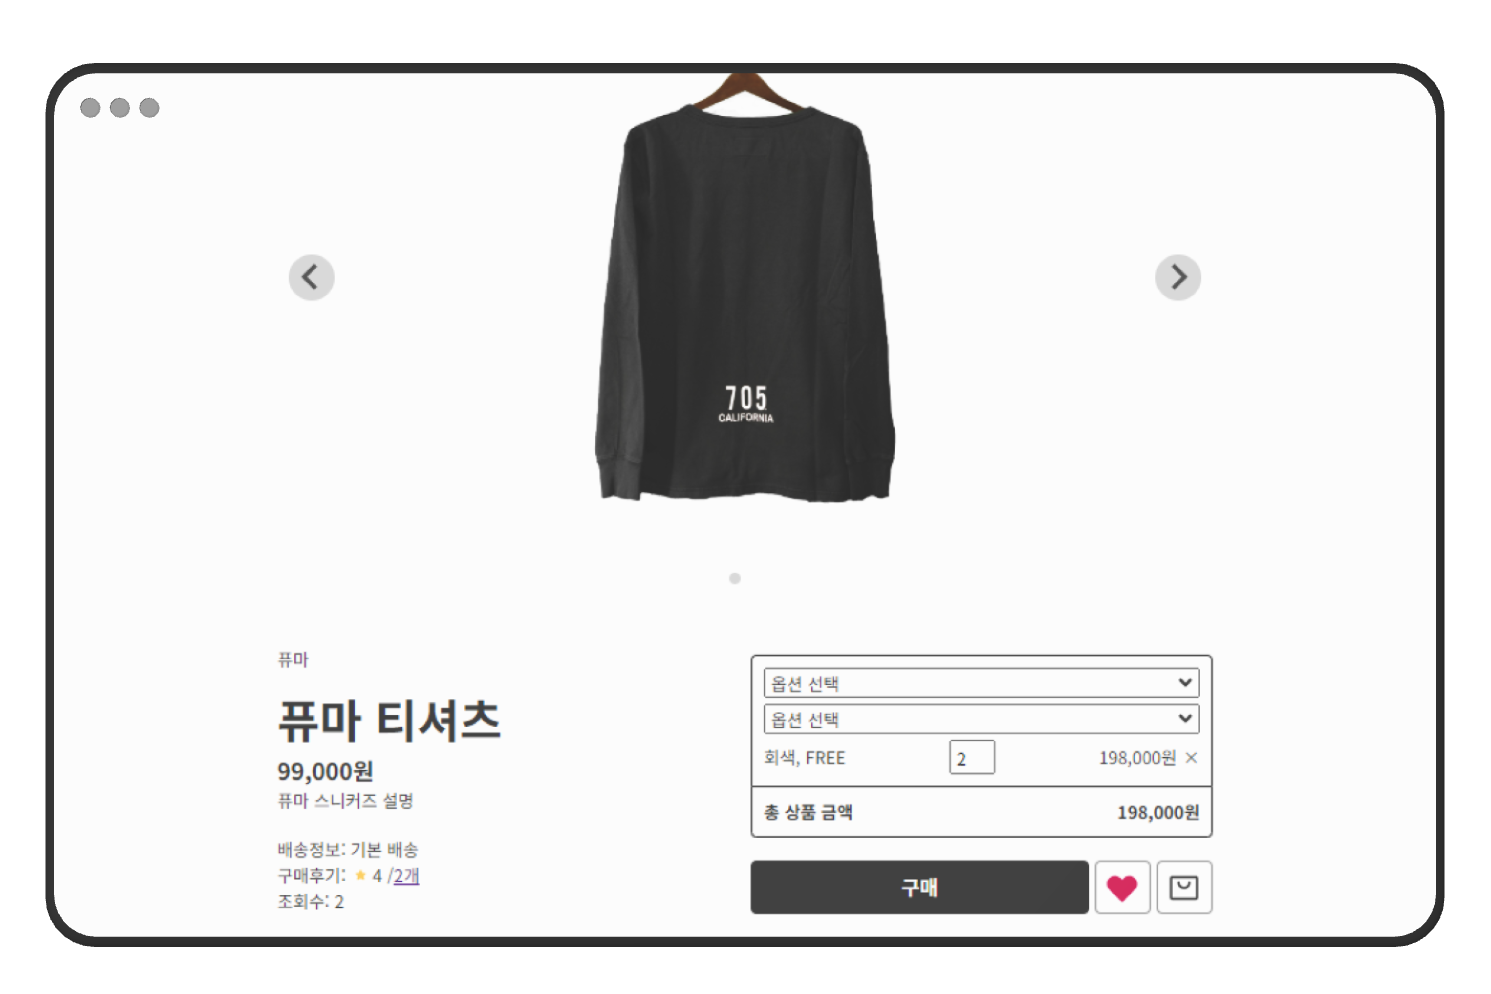 705
CALIFORNIA
퓨마
퓨마 티셔츠
99,000원
퓨마 스니커즈 설명
배송정보: 기본 배송
구매후기: ★ 4 /2개
조회수: 2
옵션 선택
옵션 선택
회색, FREE 2 198,000원 ×
총 상품 금액 198,000원
구매